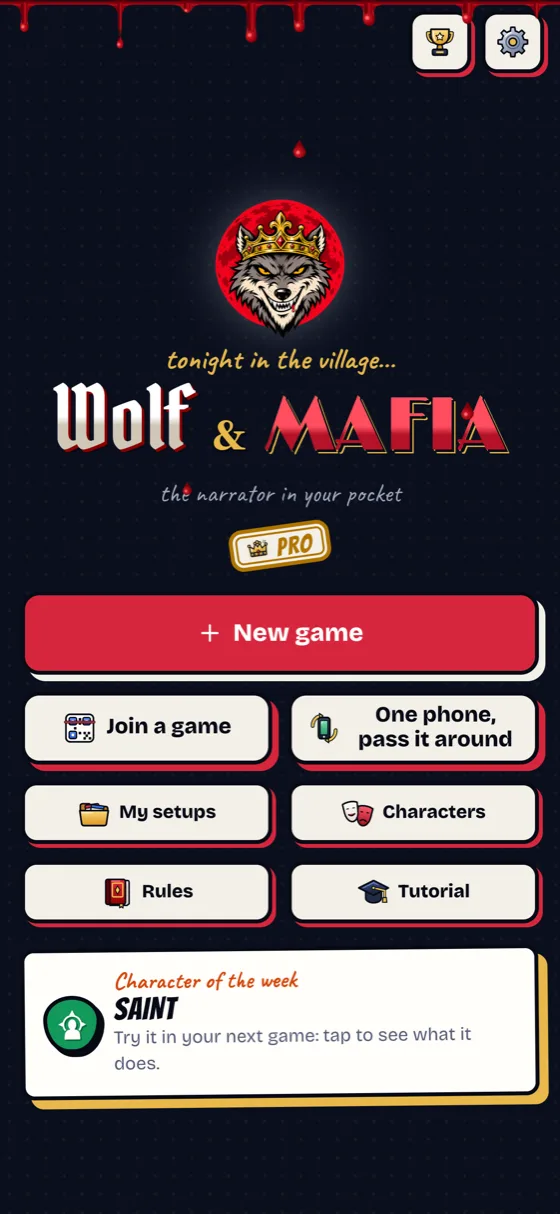 tonight in the village...
Wolf & MAFIA
the narrator in your pocket
PRO
+ New game
Join a game
One phone,
pass it around
My setups
Characters
Rules
Tutorial
Character of the week
SAINT
Try it in your next game: tap to see what it
does.